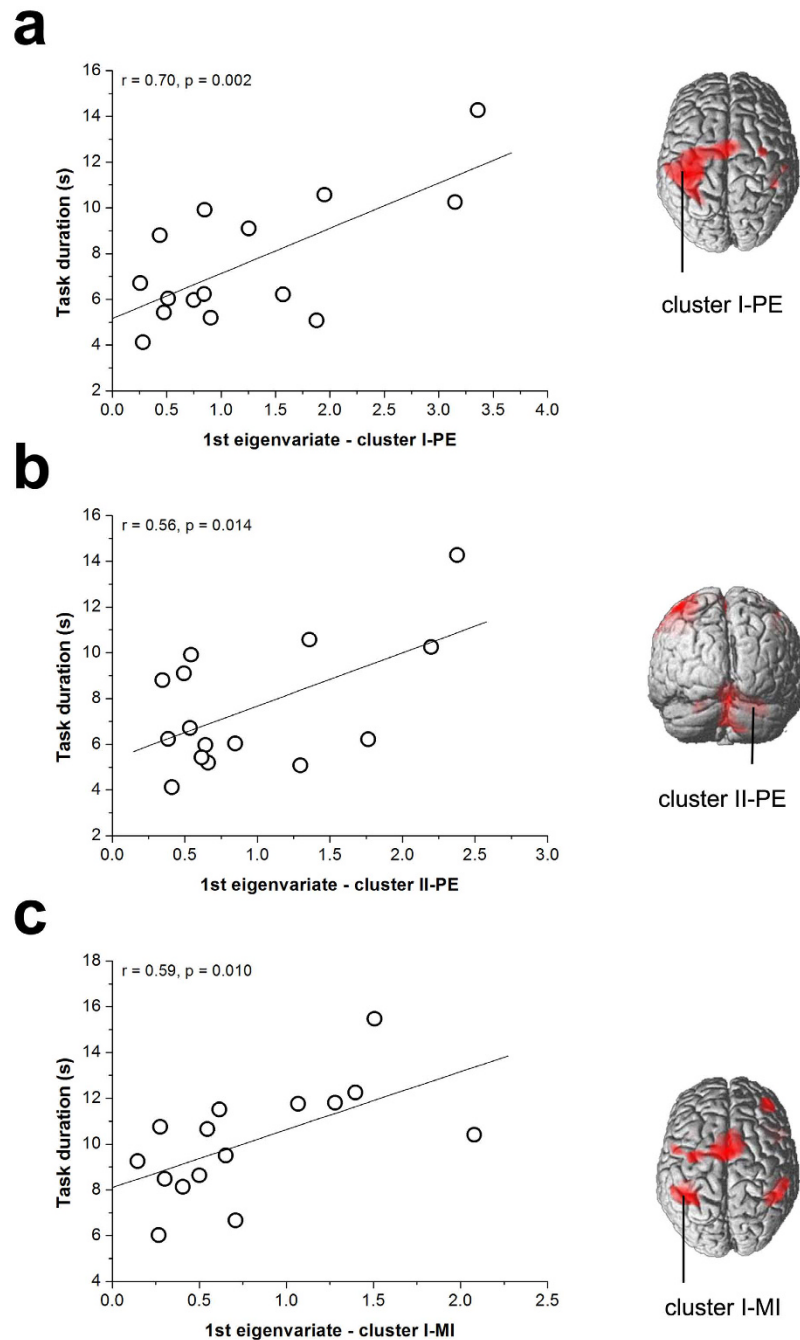 a
r = 0.70, p = 0.002
16
14
12
10
8
6
4
2
Task duration (s)
0.0 0.5 1.0 1.5 2.0 2.5 3.0 3.5 4.0
1st eigenvariate - cluster I-PE
cluster I-PE
b
r = 0.56, p = 0.014
16
14
12
10
8
6
4
2
Task duration (s)
0.0 0.5 1.0 1.5 2.0 2.5 3.0
1st eigenvariate - cluster II-PE
cluster II-PE
c
r = 0.59, p = 0.010
18
16
14
12
10
8
6
4
Task duration (s)
0.0 0.5 1.0 1.5 2.0 2.5
1st eigenvariate - cluster I-MI
cluster I-MI